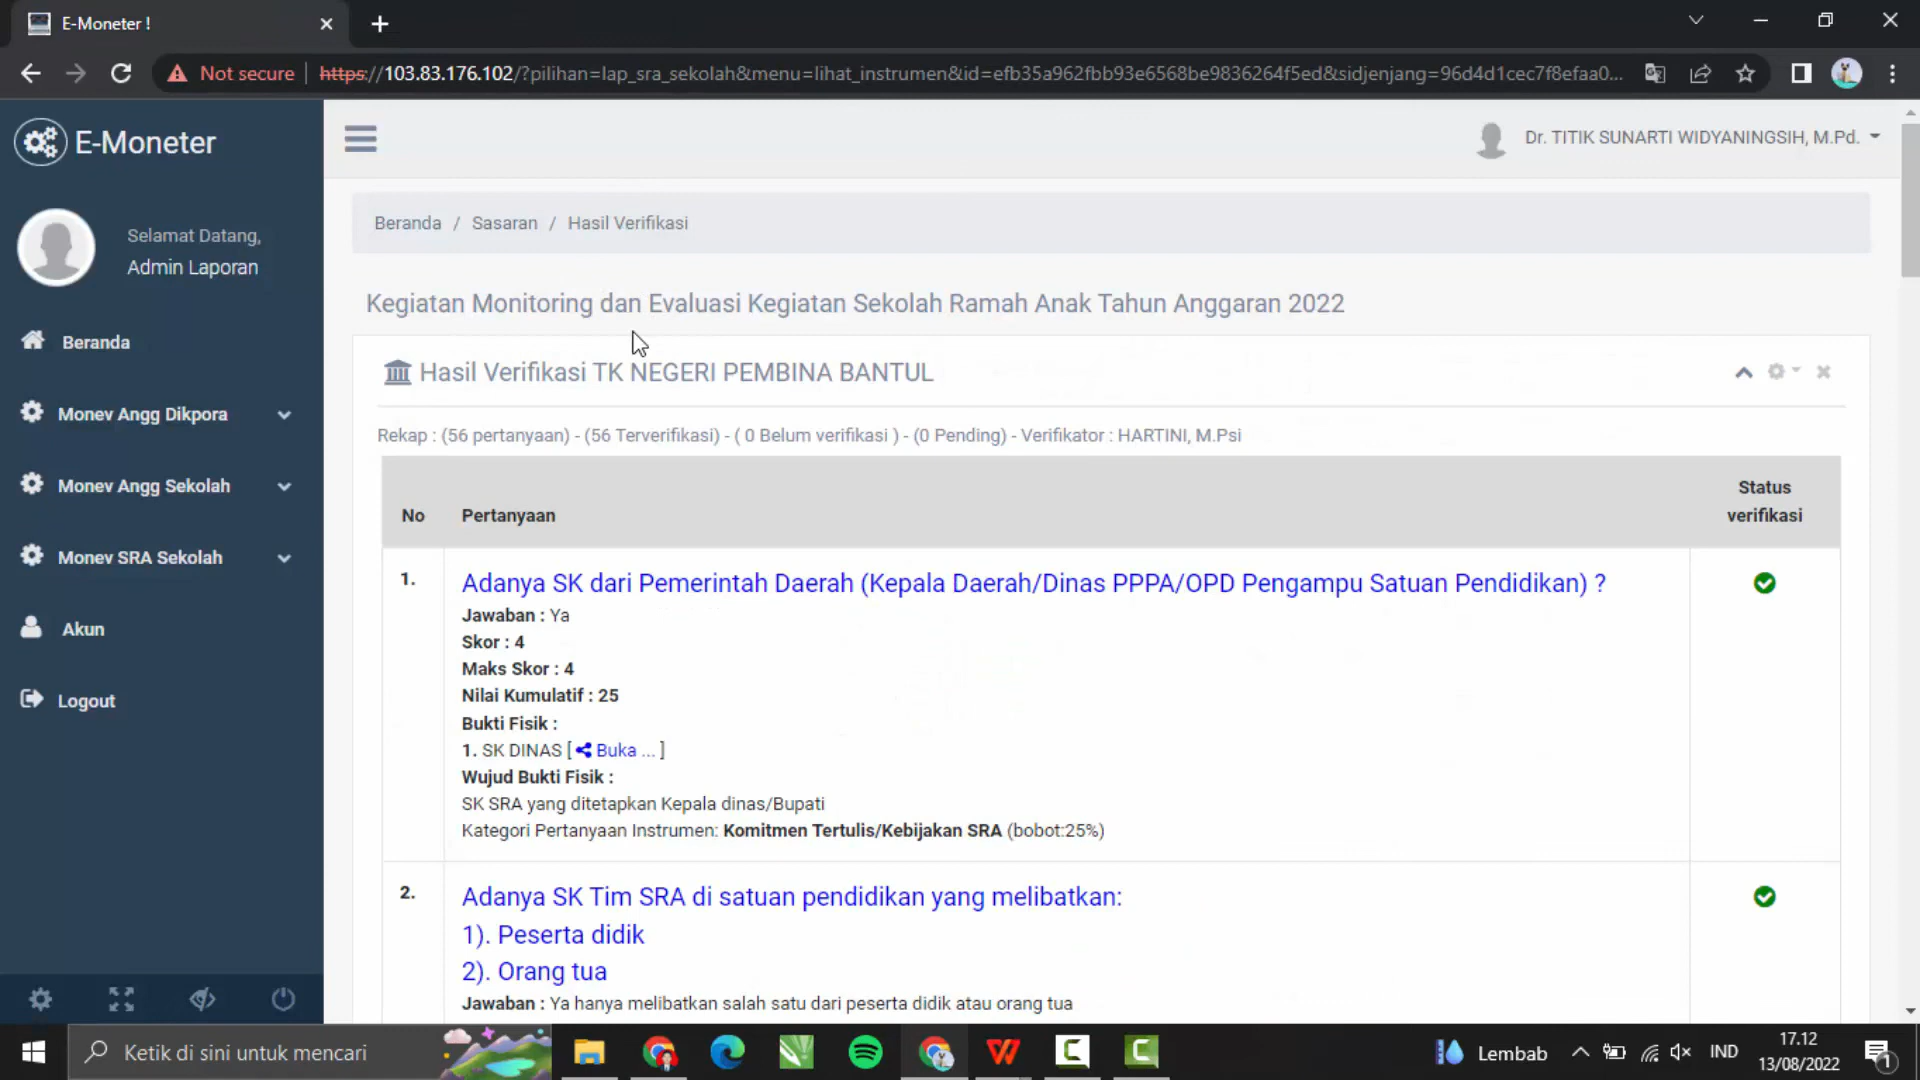 E-Moneter !
Not secure | https://103.83.176.102/?pilihan=lap_sra_sekolah&menu=lihat_instrumen&id=efb35a962fbb93e6568be9836264f5ed&sidjenjang=96d4d1cec7f8efaa0...
E-Moneter
Dr. TITIK SUNARTI WIDYANINGSIH, M.Pd.
Selamat Datang,
Admin Laporan
Beranda
Monev Angg Dikpora
Monev Angg Sekolah
Monev SRA Sekolah
Akun
Logout
Beranda / Sasaran / Hasil Verifikasi
Kegiatan Monitoring dan Evaluasi Kegiatan Sekolah Ramah Anak Tahun Anggaran 2022
Hasil Verifikasi TK NEGERI PEMBINA BANTUL
Rekap : (56 pertanyaan) - (56 Terverifikasi) - ( 0 Belum verifikasi ) - (0 Pending) - Verifikator : HARTINI, M.Psi
No Pertanyaan Status
verifikasi
1. Adanya SK dari Pemerintah Daerah (Kepala Daerah/Dinas PPPA/OPD Pengampu Satuan Pendidikan) ?
Jawaban : Ya
Skor : 4
Maks Skor : 4
Nilai Kumulatif : 25
Bukti Fisik :
1. SK DINAS [ Buka ... ]
Wujud Bukti Fisik :
SK SRA yang ditetapkan Kepala dinas/Bupati
Kategori Pertanyaan Instrumen: Komitmen Tertulis/Kebijakan SRA (bobot:25%)
2. Adanya SK Tim SRA di satuan pendidikan yang melibatkan:
1). Peserta didik
2). Orang tua
Jawaban : Ya hanya melibatkan salah satu dari peserta didik atau orang tua
Ketik di sini untuk mencari
Lembab
IND
17.12
13/08/2022
1